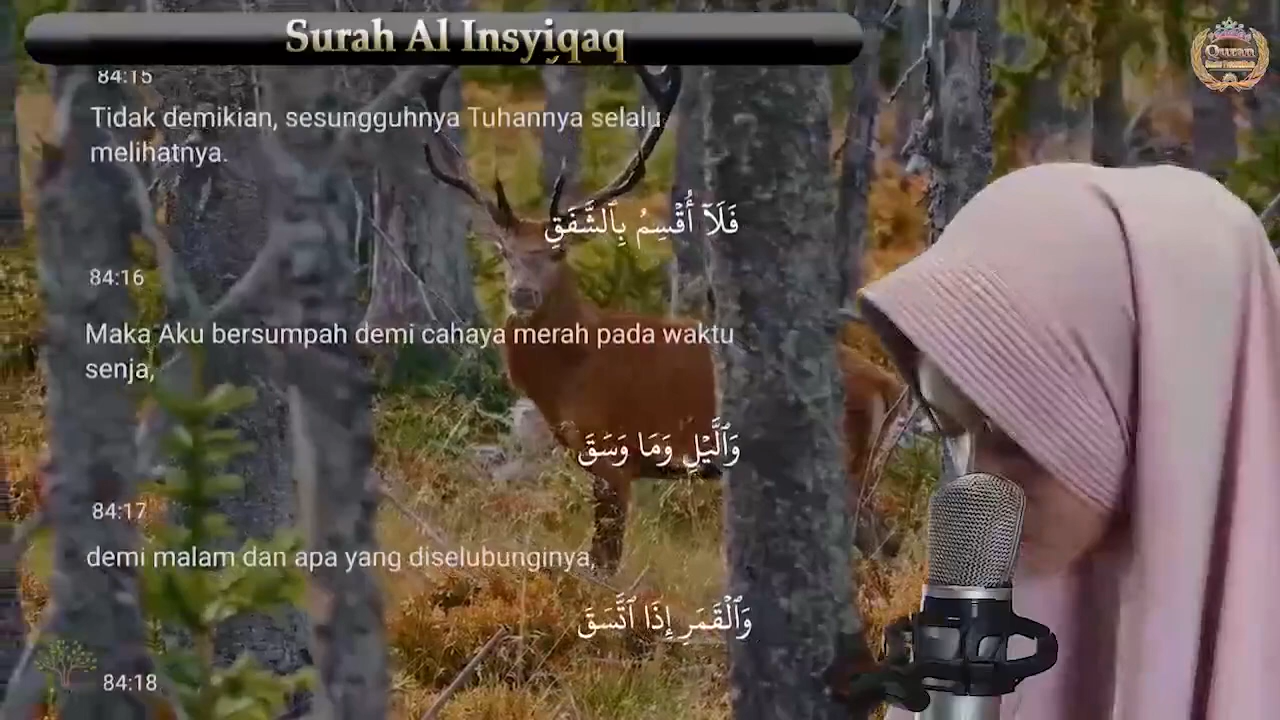 Surah Al Insyiqaq
Quran
84:15
Tidak demikian, sesungguhnya Tuhannya selalu
melihatnya.
فَلَآ أُقْسِمُ بِٱلشَّفَقِ
84:16
Maka Aku bersumpah demi cahaya merah pada waktu
senja,
وَٱلَّيْلِ وَمَا وَسَقَ
84:17
demi malam dan apa yang diselubunginya,
وَٱلْقَمَرِ إِذَا ٱتَّسَقَ
84:18